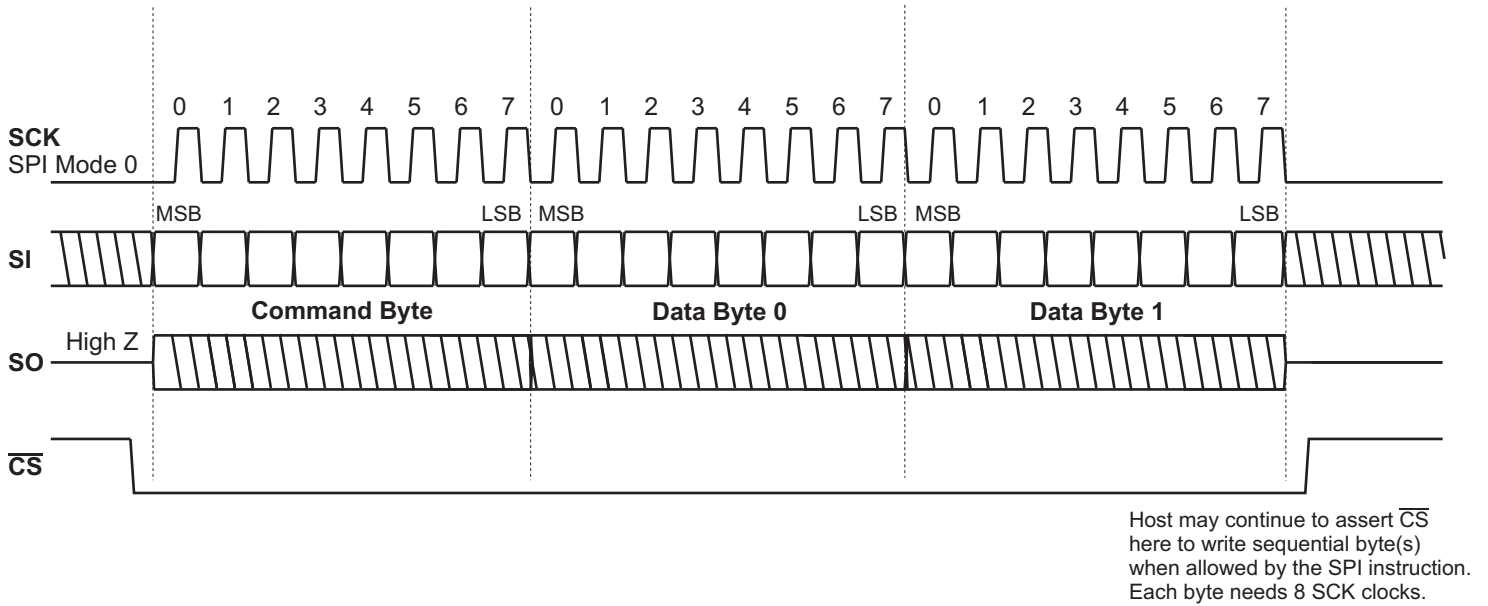 0 1 2 3 4 5 6 7 0 1 2 3 4 5 6 7 0 1 2 3 4 5 6 7
SCK
SPI Mode 0
MSB LSB MSB LSB MSB LSB
SI
Command Byte Data Byte 0 Data Byte 1
High Z
SO
C̅S̅
Host may continue to assert C̅S̅
here to write sequential byte(s)
when allowed by the SPI instruction.
Each byte needs 8 SCK clocks.